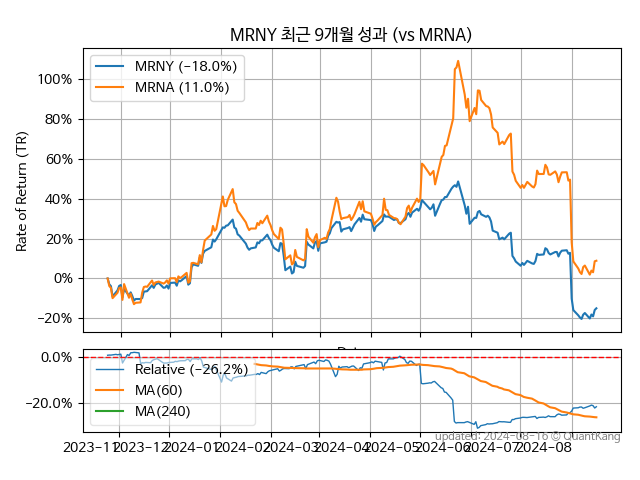 MRNY 최근 9개월 성과 (vs MRNA)
MRNY (-18.0%)
MRNA (11.0%)
Rate of Return (TR)
100%
80%
60%
40%
20%
0%
-20%
0.0%
-20.0%
Relative (-26.2%)
MA(60)
MA(240)
2023-11
2023-12
2024-01
2024-02
2024-03
2024-04
2024-05
2024-06
2024-07
2024-08
updated: 2024-08-16 © QuantKang